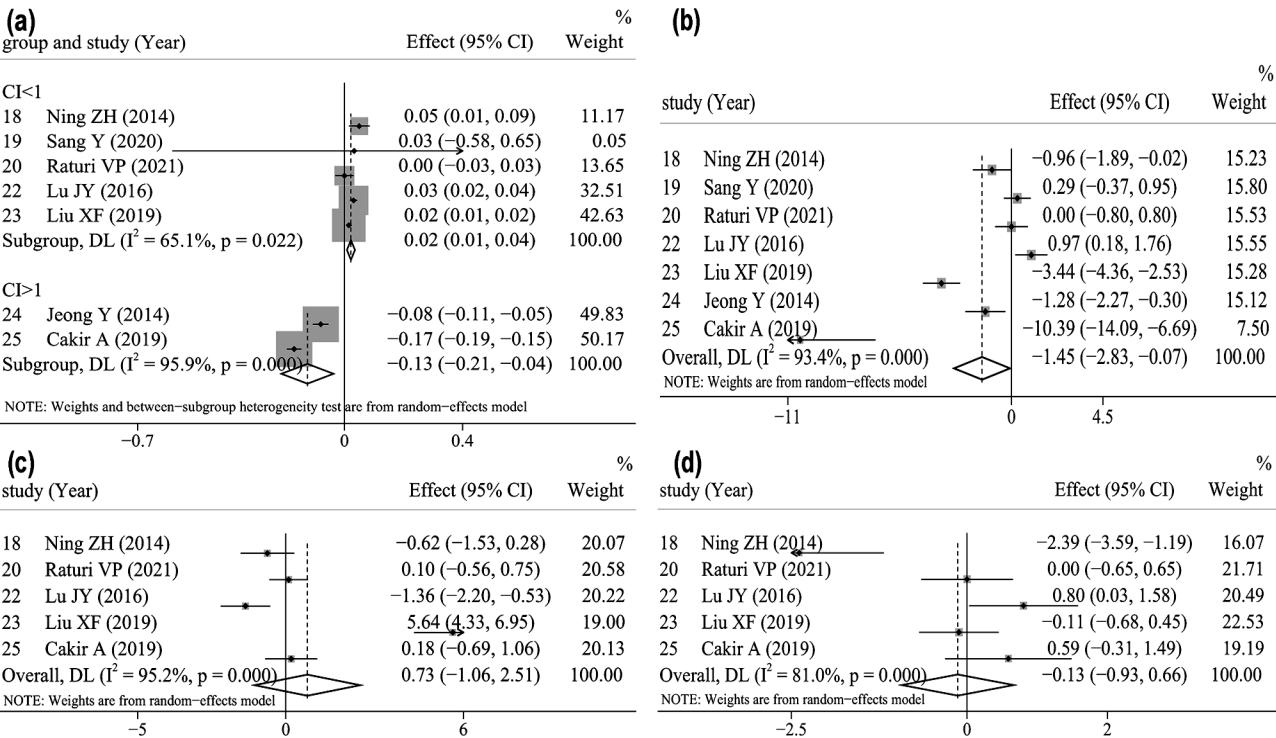 (a)
%
group and study (Year) Effect (95% CI) Weight
CI<1
18 Ning ZH (2014) 0.05 (0.01, 0.09) 11.17
19 Sang Y (2020) 0.03 (−0.58, 0.65) 0.05
20 Raturi VP (2021) 0.00 (−0.03, 0.03) 13.65
22 Lu JY (2016) 0.03 (0.02, 0.04) 32.51
23 Liu XF (2019) 0.02 (0.01, 0.02) 42.63
Subgroup, DL (I² = 65.1%, p = 0.022) 0.02 (0.01, 0.04) 100.00
CI>1
24 Jeong Y (2014) −0.08 (−0.11, −0.05) 49.83
25 Cakir A (2019) −0.17 (−0.19, −0.15) 50.17
Subgroup, DL (I² = 95.9%, p = 0.000) −0.13 (−0.21, −0.04) 100.00
NOTE: Weights and between−subgroup heterogeneity test are from random−effects model
−0.7 0 0.4
(b)
%
study (Year) Effect (95% CI) Weight
18 Ning ZH (2014) −0.96 (−1.89, −0.02) 15.23
19 Sang Y (2020) 0.29 (−0.37, 0.95) 15.80
20 Raturi VP (2021) 0.00 (−0.80, 0.80) 15.53
22 Lu JY (2016) 0.97 (0.18, 1.76) 15.55
23 Liu XF (2019) −3.44 (−4.36, −2.53) 15.28
24 Jeong Y (2014) −1.28 (−2.27, −0.30) 15.12
25 Cakir A (2019) −10.39 (−14.09, −6.69) 7.50
Overall, DL (I² = 93.4%, p = 0.000) −1.45 (−2.83, −0.07) 100.00
NOTE: Weights are from random−effects model
−11 0 4.5
(c)
%
study (Year) Effect (95% CI) Weight
18 Ning ZH (2014) −0.62 (−1.53, 0.28) 20.07
20 Raturi VP (2021) 0.10 (−0.56, 0.75) 20.58
22 Lu JY (2016) −1.36 (−2.20, −0.53) 20.22
23 Liu XF (2019) 5.64 (4.33, 6.95) 19.00
25 Cakir A (2019) 0.18 (−0.69, 1.06) 20.13
Overall, DL (I² = 95.2%, p = 0.000) 0.73 (−1.06, 2.51) 100.00
NOTE: Weights are from random−effects model
−5 0 6
(d)
%
study (Year) Effect (95% CI) Weight
18 Ning ZH (2014) −2.39 (−3.59, −1.19) 16.07
20 Raturi VP (2021) 0.00 (−0.65, 0.65) 21.71
22 Lu JY (2016) 0.80 (0.03, 1.58) 20.49
23 Liu XF (2019) −0.11 (−0.68, 0.45) 22.53
25 Cakir A (2019) 0.59 (−0.31, 1.49) 19.19
Overall, DL (I² = 81.0%, p = 0.000) −0.13 (−0.93, 0.66) 100.00
NOTE: Weights are from random−effects model
−2.5 0 2